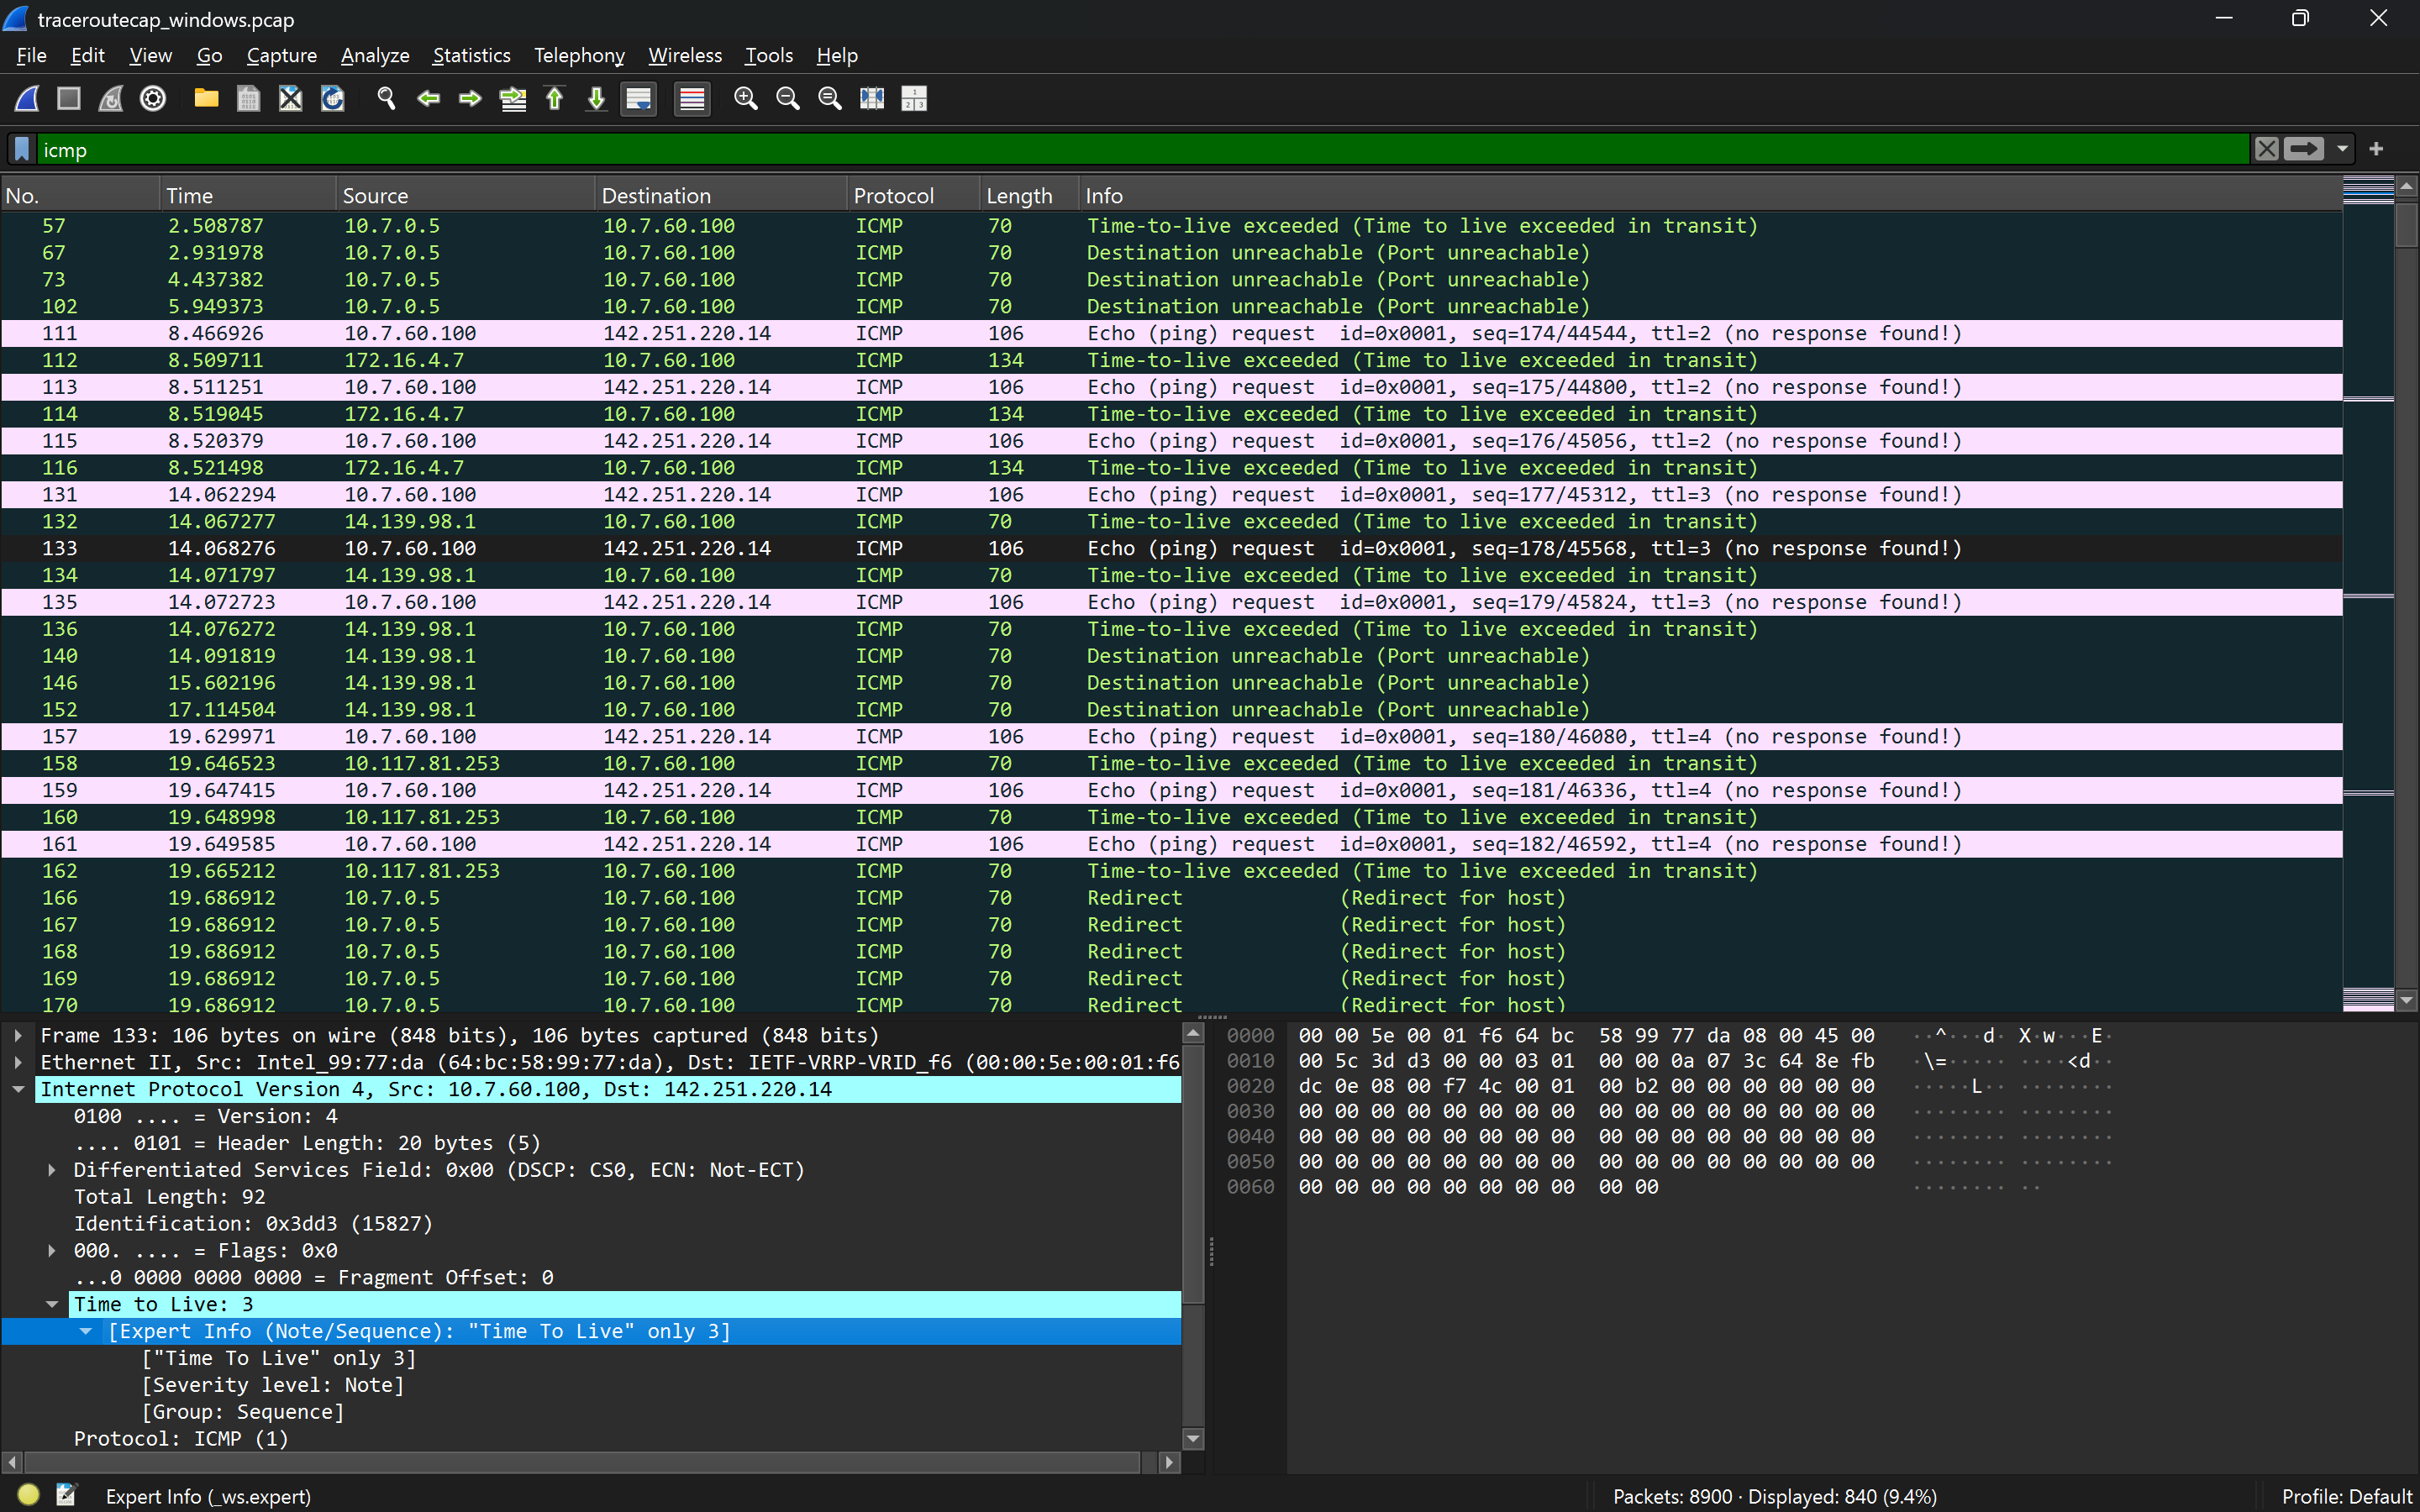 traceroutecap_windows.pcap
File Edit View Go Capture Analyze Statistics Telephony Wireless Tools Help
icmp
No. Time Source Destination Protocol Length Info
57 2.508787 10.7.0.5 10.7.60.100 ICMP 70 Time-to-live exceeded (Time to live exceeded in transit)
67 2.931978 10.7.0.5 10.7.60.100 ICMP 70 Destination unreachable (Port unreachable)
73 4.437382 10.7.0.5 10.7.60.100 ICMP 70 Destination unreachable (Port unreachable)
102 5.949373 10.7.0.5 10.7.60.100 ICMP 70 Destination unreachable (Port unreachable)
111 8.466926 10.7.60.100 142.251.220.14 ICMP 106 Echo (ping) request id=0x0001, seq=174/44544, ttl=2 (no response found!)
112 8.509711 172.16.4.7 10.7.60.100 ICMP 134 Time-to-live exceeded (Time to live exceeded in transit)
113 8.511251 10.7.60.100 142.251.220.14 ICMP 106 Echo (ping) request id=0x0001, seq=175/44800, ttl=2 (no response found!)
114 8.519045 172.16.4.7 10.7.60.100 ICMP 134 Time-to-live exceeded (Time to live exceeded in transit)
115 8.520379 10.7.60.100 142.251.220.14 ICMP 106 Echo (ping) request id=0x0001, seq=176/45056, ttl=2 (no response found!)
116 8.521498 172.16.4.7 10.7.60.100 ICMP 134 Time-to-live exceeded (Time to live exceeded in transit)
131 14.062294 10.7.60.100 142.251.220.14 ICMP 106 Echo (ping) request id=0x0001, seq=177/45312, ttl=3 (no response found!)
132 14.067277 14.139.98.1 10.7.60.100 ICMP 70 Time-to-live exceeded (Time to live exceeded in transit)
133 14.068276 10.7.60.100 142.251.220.14 ICMP 106 Echo (ping) request id=0x0001, seq=178/45568, ttl=3 (no response found!)
134 14.071797 14.139.98.1 10.7.60.100 ICMP 70 Time-to-live exceeded (Time to live exceeded in transit)
135 14.072723 10.7.60.100 142.251.220.14 ICMP 106 Echo (ping) request id=0x0001, seq=179/45824, ttl=3 (no response found!)
136 14.076272 14.139.98.1 10.7.60.100 ICMP 70 Time-to-live exceeded (Time to live exceeded in transit)
140 14.091819 14.139.98.1 10.7.60.100 ICMP 70 Destination unreachable (Port unreachable)
146 15.602196 14.139.98.1 10.7.60.100 ICMP 70 Destination unreachable (Port unreachable)
152 17.114504 14.139.98.1 10.7.60.100 ICMP 70 Destination unreachable (Port unreachable)
157 19.629971 10.7.60.100 142.251.220.14 ICMP 106 Echo (ping) request id=0x0001, seq=180/46080, ttl=4 (no response found!)
158 19.646523 10.117.81.253 10.7.60.100 ICMP 70 Time-to-live exceeded (Time to live exceeded in transit)
159 19.647415 10.7.60.100 142.251.220.14 ICMP 106 Echo (ping) request id=0x0001, seq=181/46336, ttl=4 (no response found!)
160 19.648998 10.117.81.253 10.7.60.100 ICMP 70 Time-to-live exceeded (Time to live exceeded in transit)
161 19.649585 10.7.60.100 142.251.220.14 ICMP 106 Echo (ping) request id=0x0001, seq=182/46592, ttl=4 (no response found!)
162 19.665212 10.117.81.253 10.7.60.100 ICMP 70 Time-to-live exceeded (Time to live exceeded in transit)
166 19.686912 10.7.0.5 10.7.60.100 ICMP 70 Redirect (Redirect for host)
167 19.686912 10.7.0.5 10.7.60.100 ICMP 70 Redirect (Redirect for host)
168 19.686912 10.7.0.5 10.7.60.100 ICMP 70 Redirect (Redirect for host)
169 19.686912 10.7.0.5 10.7.60.100 ICMP 70 Redirect (Redirect for host)
170 19.686912 10.7.0.5 10.7.60.100 ICMP 70 Redirect (Redirect for host)
Frame 133: 106 bytes on wire (848 bits), 106 bytes captured (848 bits)
Ethernet II, Src: Intel_99:77:da (64:bc:58:99:77:da), Dst: IETF-VRRP-VRID_f6 (00:00:5e:00:01:f6
Internet Protocol Version 4, Src: 10.7.60.100, Dst: 142.251.220.14
0100 .... = Version: 4
.... 0101 = Header Length: 20 bytes (5)
Differentiated Services Field: 0x00 (DSCP: CS0, ECN: Not-ECT)
Total Length: 92
Identification: 0x3dd3 (15827)
000. .... = Flags: 0x0
...0 0000 0000 0000 = Fragment Offset: 0
Time to Live: 3
[Expert Info (Note/Sequence): "Time To Live" only 3]
["Time To Live" only 3]
[Severity level: Note]
[Group: Sequence]
Protocol: ICMP (1)
0000 00 00 5e 00 01 f6 64 bc 58 99 77 da 08 00 45 00 ··^···d· X·w···E·
0010 00 5c 3d d3 00 00 03 01 00 00 0a 07 3c 64 8e fb ·\=····· ····<d··
0020 dc 0e 08 00 f7 4c 00 01 00 b2 00 00 00 00 00 00 ·····L·· ········
0030 00 00 00 00 00 00 00 00 00 00 00 00 00 00 00 00 ········ ········
0040 00 00 00 00 00 00 00 00 00 00 00 00 00 00 00 00 ········ ········
0050 00 00 00 00 00 00 00 00 00 00 00 00 00 00 00 00 ········ ········
0060 00 00 00 00 00 00 00 00 00 00 ········ ··
Expert Info (_ws.expert)
Packets: 8900 · Displayed: 840 (9.4%)
Profile: Default